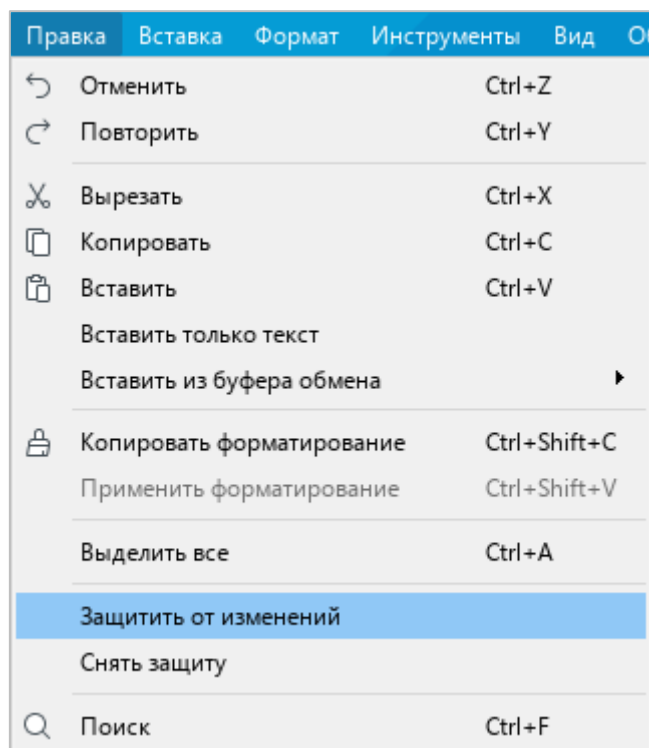 Правка Вставка Формат Инструменты Вид
Отменить Ctrl+Z
Повторить Ctrl+Y
Вырезать Ctrl+X
Копировать Ctrl+C
Вставить Ctrl+V
Вставить только текст
Вставить из буфера обмена
Копировать форматирование Ctrl+Shift+C
Применить форматирование Ctrl+Shift+V
Выделить все Ctrl+A
Защитить от изменений
Снять защиту
Поиск Ctrl+F